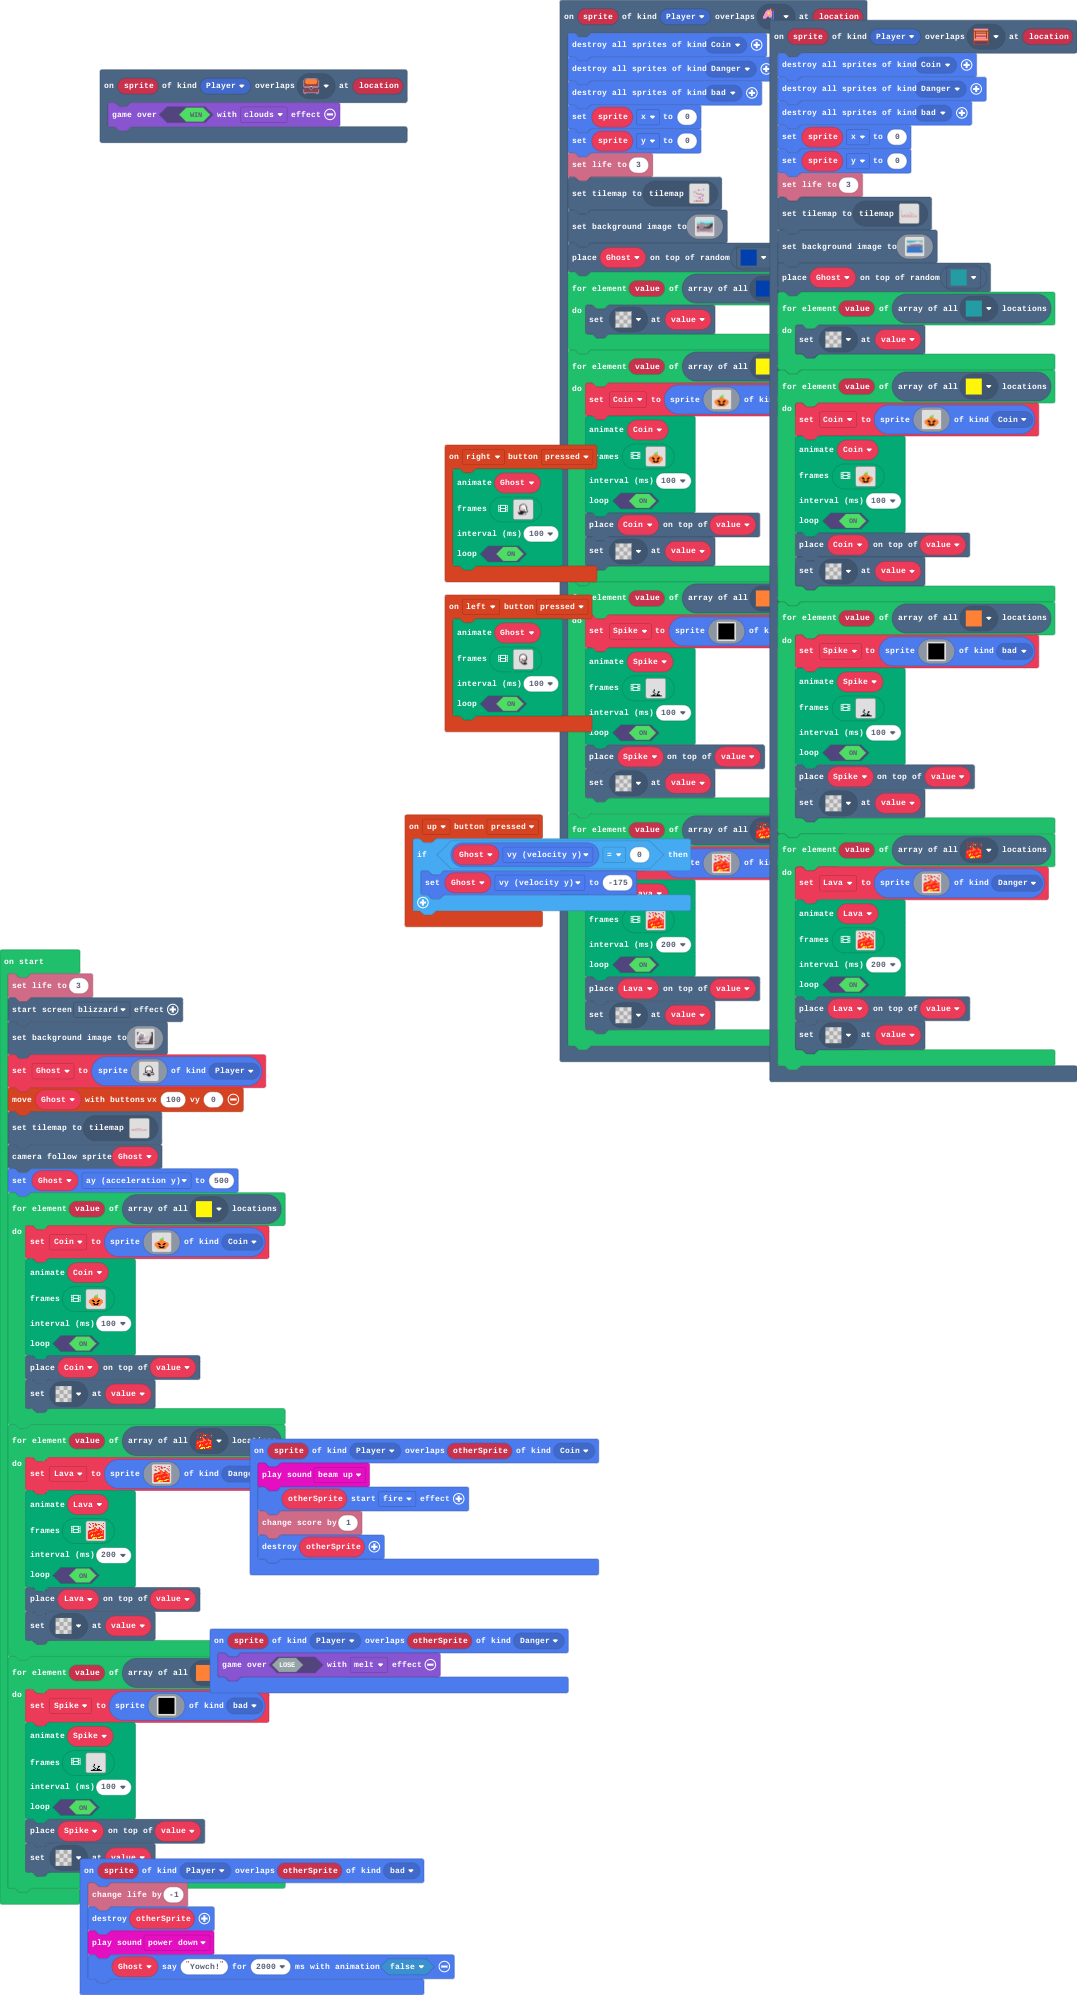 on sprite of kind Player overlaps at location
game over WIN with clouds effect
on sprite of kind Player overlaps at location
destroy all sprites of kind Coin
destroy all sprites of kind Danger
destroy all sprites of kind bad
set sprite x to 0
set sprite y to 0
set life to 3
set tilemap to tilemap
set background image to
place Ghost on top of random
for element value of array of all
do
set at value
for element value of array of all
do
set Coin to sprite of
animate Coin
interval (ms) 100
loop ON
place Coin on top of value
set at value
element value of array of all
do
set Spike to sprite of
animate Spike
frames
interval (ms) 100
loop ON
place Spike on top of value
set at value
for element value of array of all
of
frames
interval (ms) 200
loop ON
place Lava on top of value
set at value
on sprite of kind Player overlaps at location
destroy all sprites of kind Coin
destroy all sprites of kind Danger
destroy all sprites of kind bad
set sprite x to 0
set sprite y to 0
set life to 3
set tilemap to tilemap
set background image to
place Ghost on top of random
for element value of array of all locations
do
set at value
for element value of array of all locations
do
set Coin to sprite of kind Coin
animate Coin
frames
interval (ms) 100
loop ON
place Coin on top of value
set at value
for element value of array of all locations
do
set Spike to sprite of kind bad
animate Spike
frames
interval (ms) 100
loop ON
place Spike on top of value
set at value
for element value of array of all locations
do
set Lava to sprite of kind Danger
animate Lava
frames
interval (ms) 200
loop ON
place Lava on top of value
set at value
on right button pressed
animate Ghost
frames
interval (ms) 100
loop ON
on left button pressed
animate Ghost
frames
interval (ms) 100
loop ON
on up button pressed
if Ghost vy (velocity y) = 0 then
set Ghost vy (velocity y) to -175
on start
set life to 3
start screen blizzard effect
set background image to
set Ghost to sprite of kind Player
move Ghost with buttons vx 100 vy 0
set tilemap to tilemap
camera follow sprite Ghost
set Ghost ay (acceleration y) to 500
for element value of array of all locations
do
set Coin to sprite of kind Coin
animate Coin
frames
interval (ms) 100
loop ON
place Coin on top of value
set at value
for element value of array of all
do
set Lava to sprite of kind
animate Lava
frames
interval (ms) 200
loop ON
place Lava on top of value
set at value
for element value of array of all
do
set Spike to sprite of kind bad
animate Spike
frames
interval (ms) 100
loop ON
place Spike on top of value
set at value
on sprite of kind Player overlaps otherSprite of kind Coin
play sound beam up
otherSprite start fire effect
change score by 1
destroy otherSprite
on sprite of kind Player overlaps otherSprite of kind Danger
game over LOSE with melt effect
on sprite of kind Player overlaps otherSprite of kind bad
change life by -1
destroy otherSprite
play sound power down
Ghost say "Yowch!" for 2000 ms with animation false